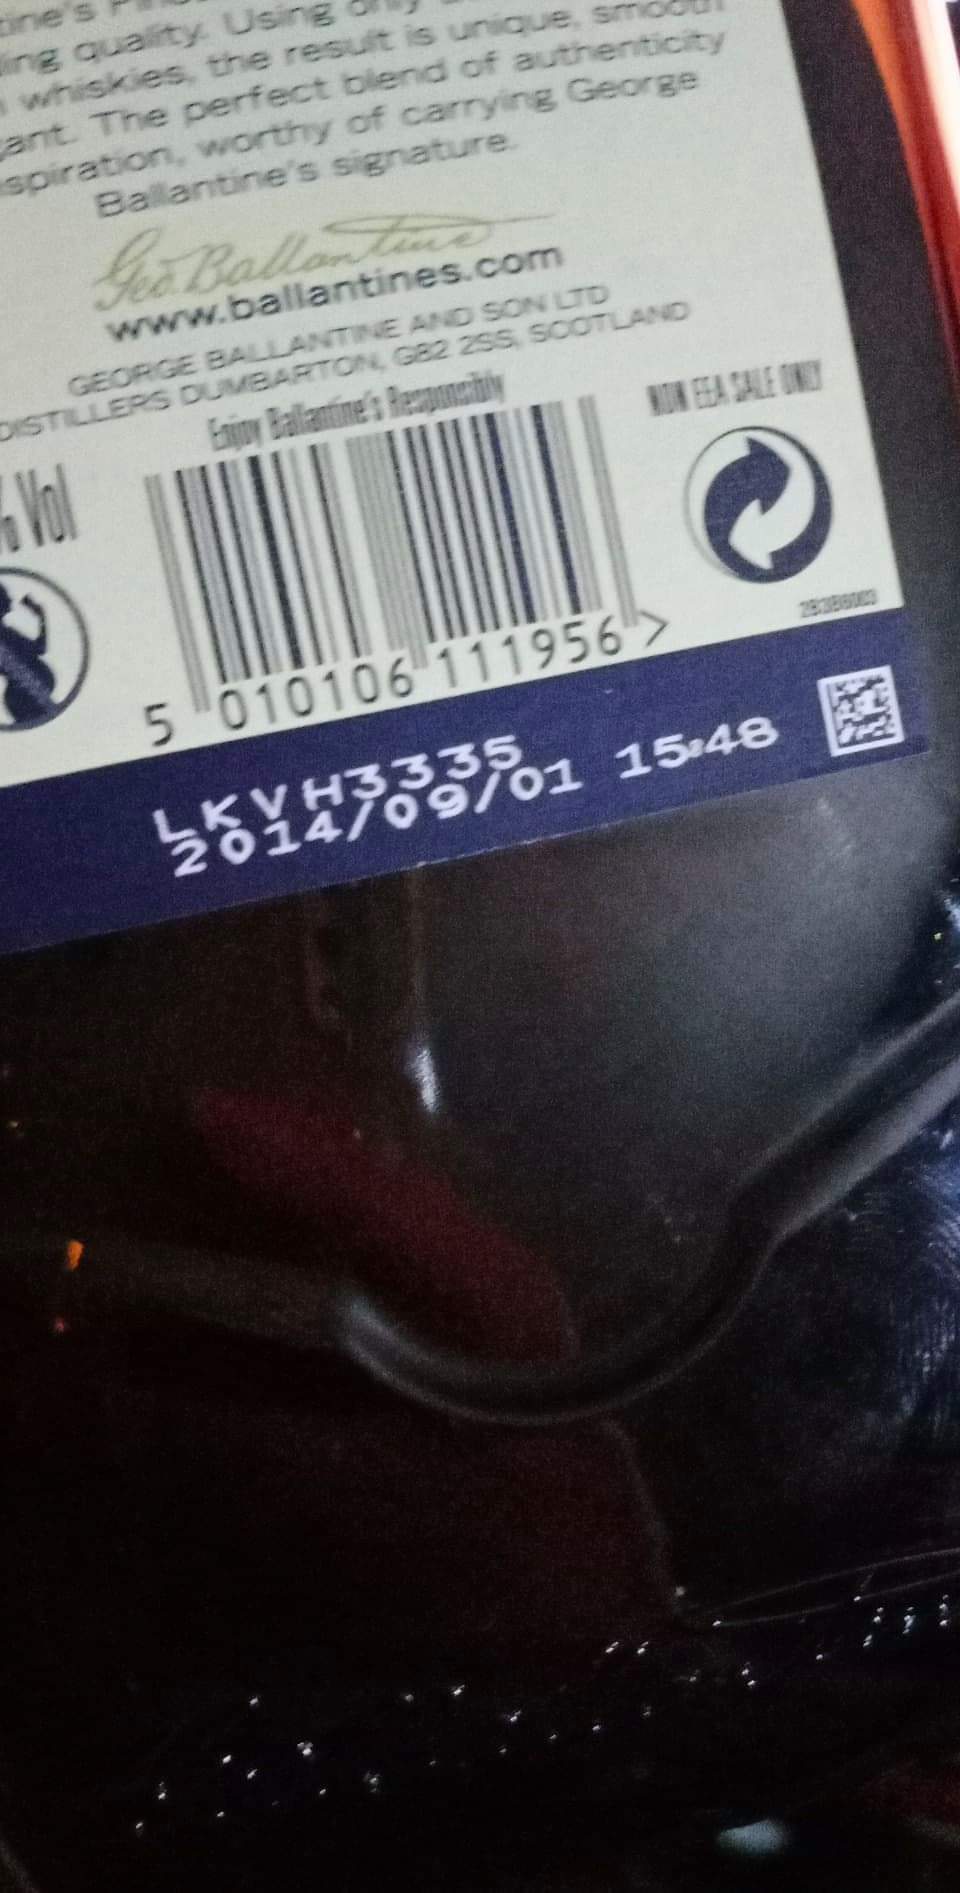 ing quality. Using only
whiskies, the result is unique, smooth
ant. The perfect blend of authenticity
spiration, worthy of carrying George
Ballantine's signature.
Geo. Ballantine
www.ballantines.com
GEORGE BALLANTINE AND SON LTD
DISTILLERS DUMBARTON, G82 2SS, SCOTLAND
Enjoy Ballantine's Responsibly
NON EEA SALE ONLY
% Vol
5 010106 111956 >
LKVH3335
2014/09/01 15:48